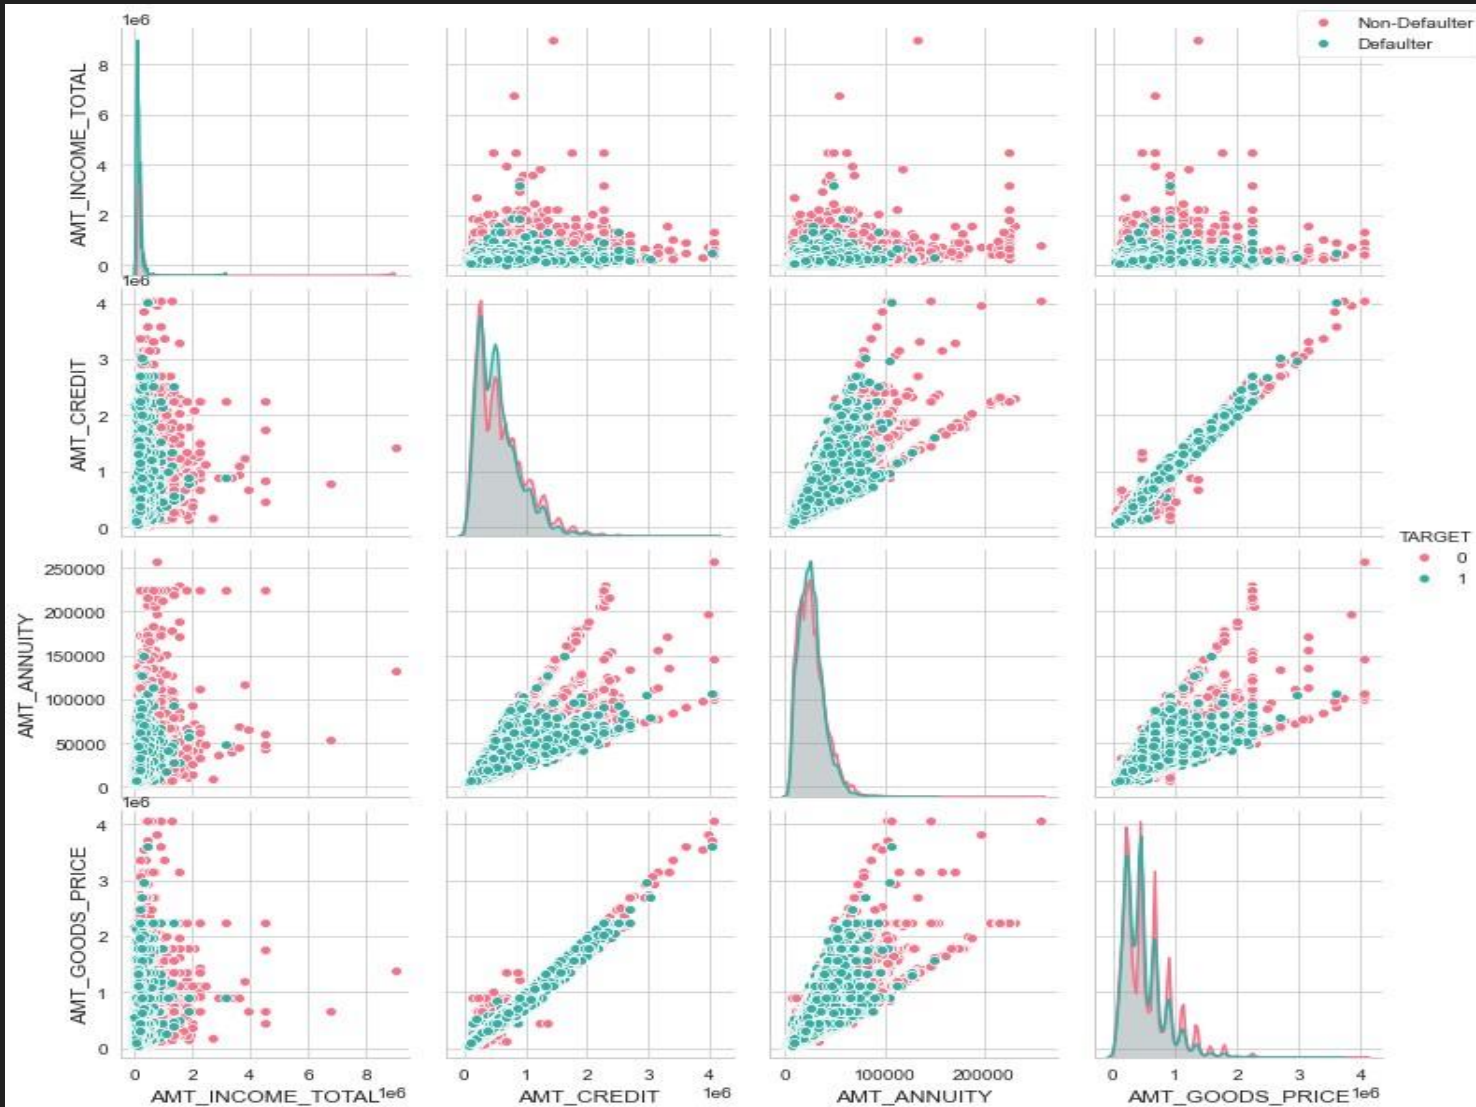 1e6
Non-Defaulter
Defaulter
AMT_INCOME_TOTAL
8
6
4
2
0
1e6
AMT_CREDIT
4
3
2
1
0
TARGET
0
1
AMT_ANNUITY
250000
200000
150000
100000
50000
0
1e6
AMT_GOODS_PRICE
4
3
2
1
0
0 2 4 6 8
0 1 2 3 4
0 100000 200000
0 1 2 3 4
AMT_INCOME_TOTAL 1e6
AMT_CREDIT 1e6
AMT_ANNUITY
AMT_GOODS_PRICE 1e6